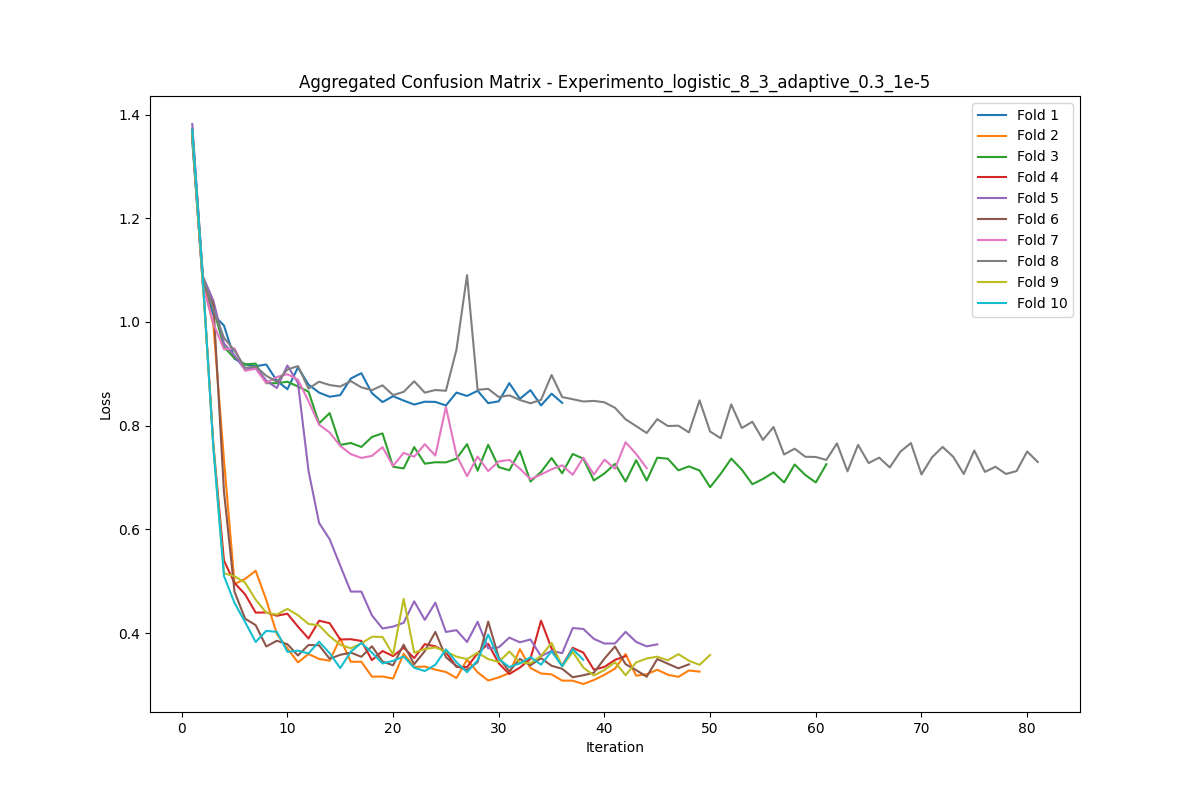 Aggregated Confusion Matrix - Experimento_logistic_8_3_adaptive_0.3_1e-5
1.4
1.2
1.0
0.8
0.6
0.4
Loss
0
10
20
30
40
50
60
70
80
Iteration
Fold 1
Fold 2
Fold 3
Fold 4
Fold 5
Fold 6
Fold 7
Fold 8
Fold 9
Fold 10